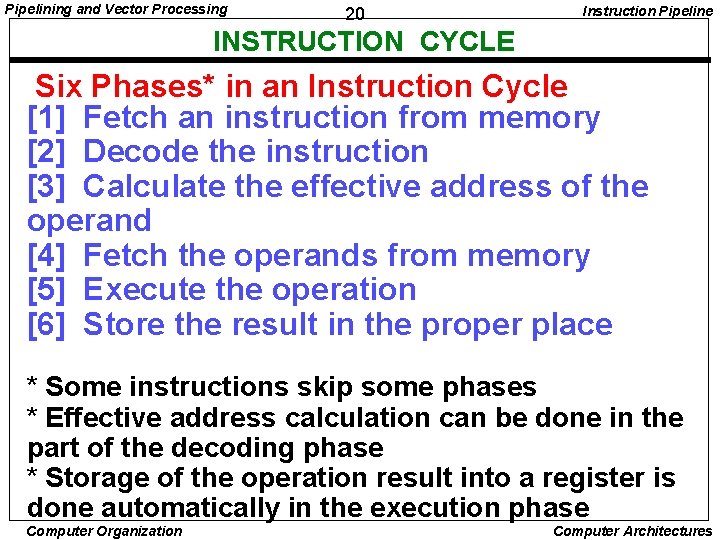 Pipelining and Vector Processing
20
Instruction Pipeline
INSTRUCTION CYCLE
Six Phases* in an Instruction Cycle
[1] Fetch an instruction from memory
[2] Decode the instruction
[3] Calculate the effective address of the
operand
[4] Fetch the operands from memory
[5] Execute the operation
[6] Store the result in the proper place
* Some instructions skip some phases
* Effective address calculation can be done in the
part of the decoding phase
* Storage of the operation result into a register is
done automatically in the execution phase
Computer Organization
Computer Architectures